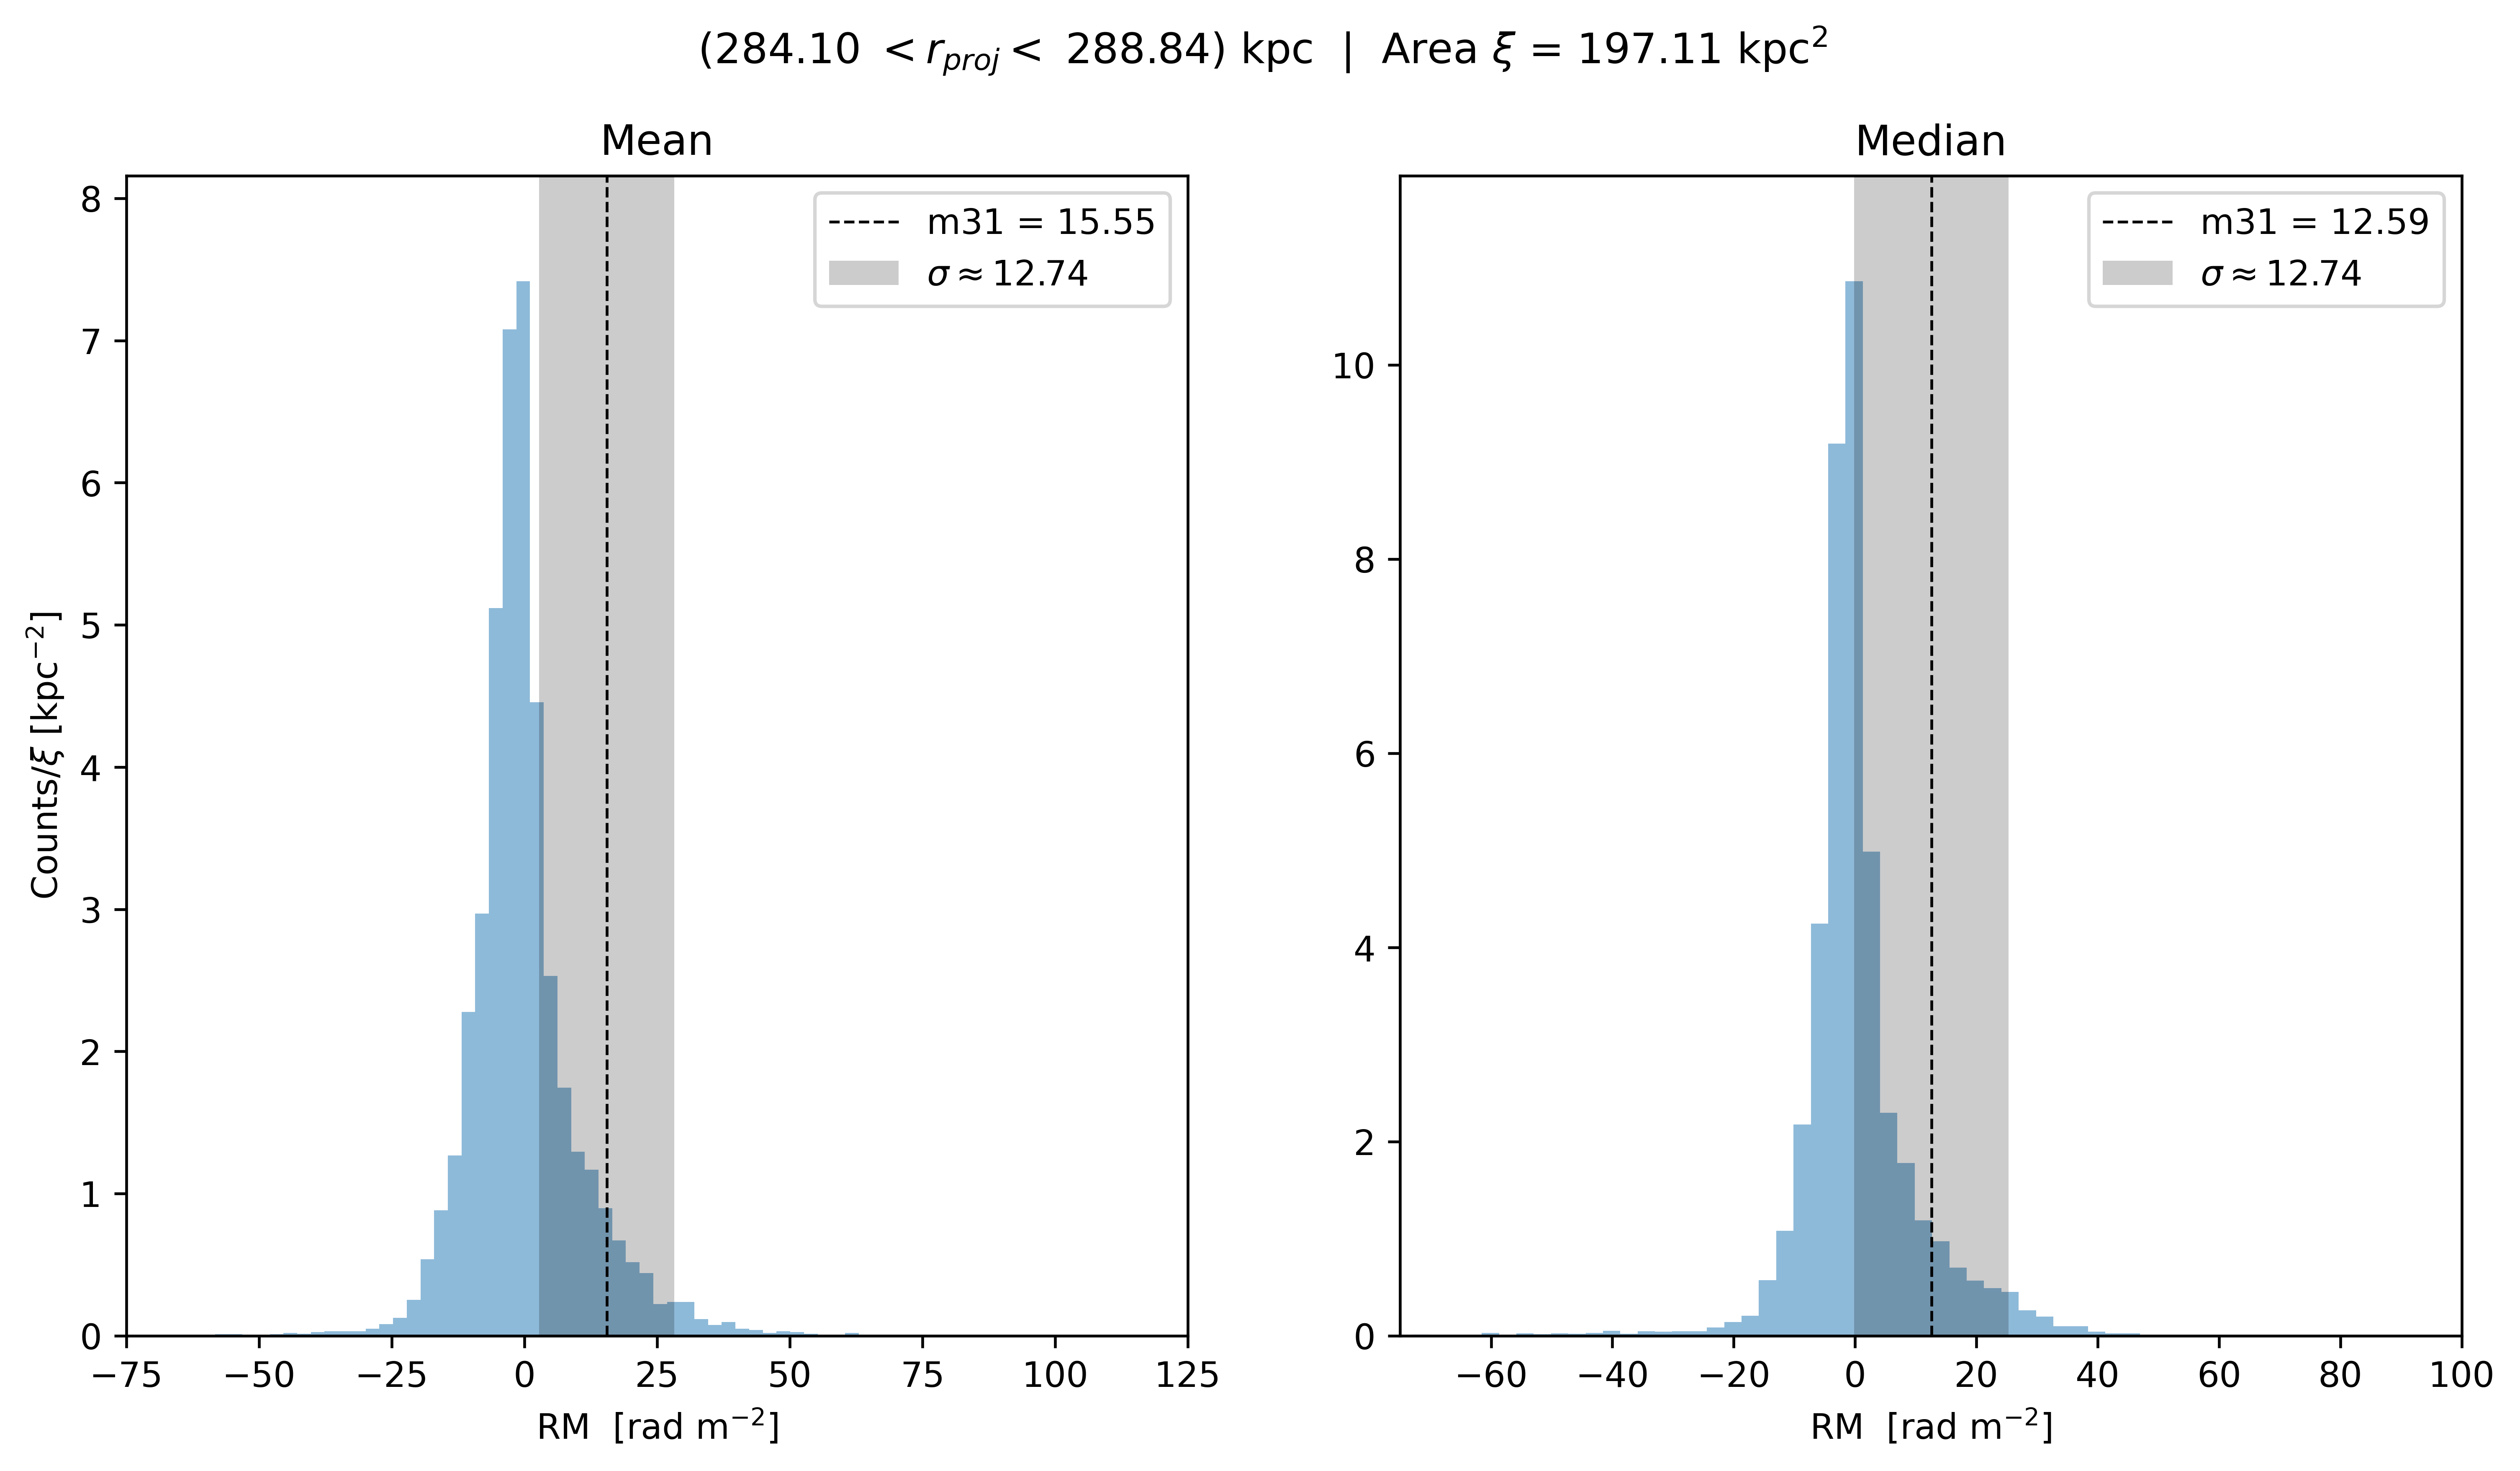 (284.10 < r_proj < 288.84) kpc | Area ξ = 197.11 kpc²
Mean
m31 = 15.55
σ ≈ 12.74
8
7
6
5
4
3
2
1
0
Counts/ξ [kpc⁻²]
−75 −50 −25 0 25 50 75 100 125
RM [rad m⁻²]
Median
m31 = 12.59
σ ≈ 12.74
10
8
6
4
2
0
−60 −40 −20 0 20 40 60 80 100
RM [rad m⁻²]